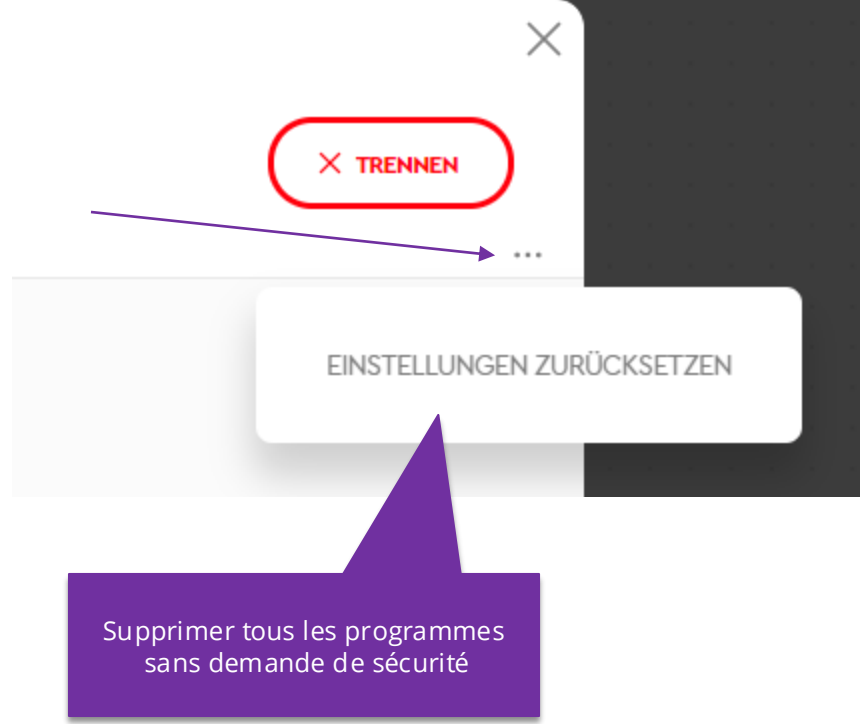 TRENNEN
...
EINSTELLUNGEN ZURÜCKSETZEN
Supprimer tous les programmes
sans demande de sécurité